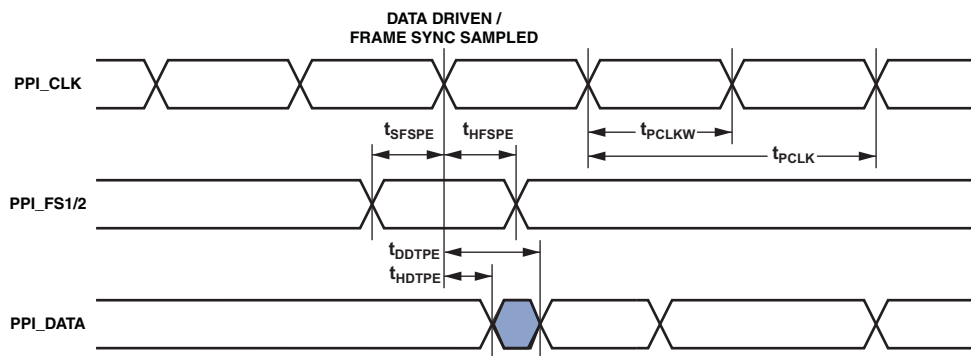 DATA DRIVEN /
FRAME SYNC SAMPLED
PPI_CLK
tSFSPE
tHFSPE
tPCLKW
tPCLK
PPI_FS1/2
tDDTPE
tHDTPE
PPI_DATA